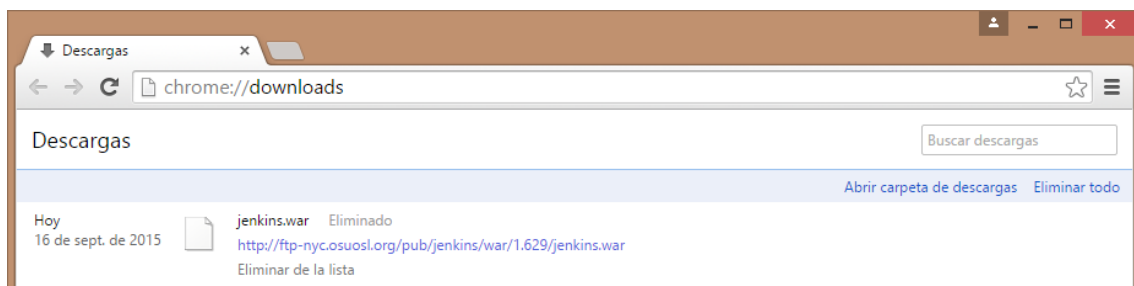 Descargas
chrome://downloads
Descargas
Buscar descargas
Abrir carpeta de descargas Eliminar todo
Hoy
16 de sept. de 2015
jenkins.war Eliminado
http://ftp-nyc.osuosl.org/pub/jenkins/war/1.629/jenkins.war
Eliminar de la lista